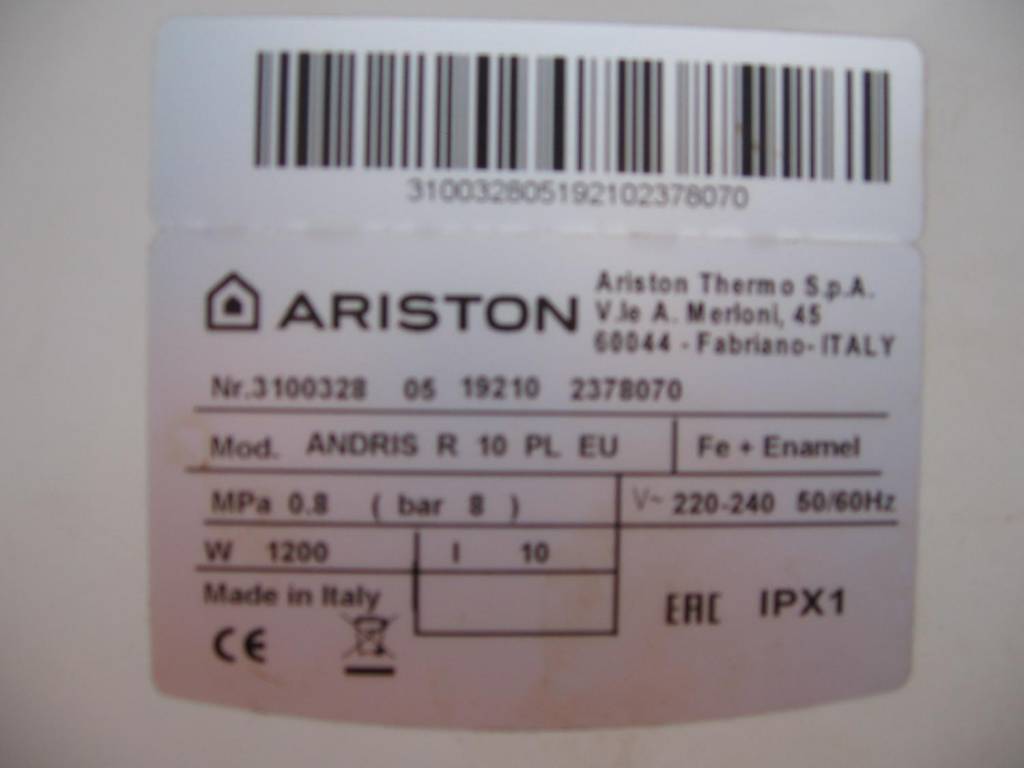 310032805192102378070
ARISTON
Ariston Thermo S.p.A.
V.le A. Merloni, 45
60044 - Fabriano- ITALY
Nr.3100328 05 19210 2378070
Mod. ANDRIS R 10 PL EU Fe + Enamel
MPa 0.8 ( bar 8 ) V~ 220-240 50/60Hz
W 1200 l 10
Made in Italy
CE EAC IPX1